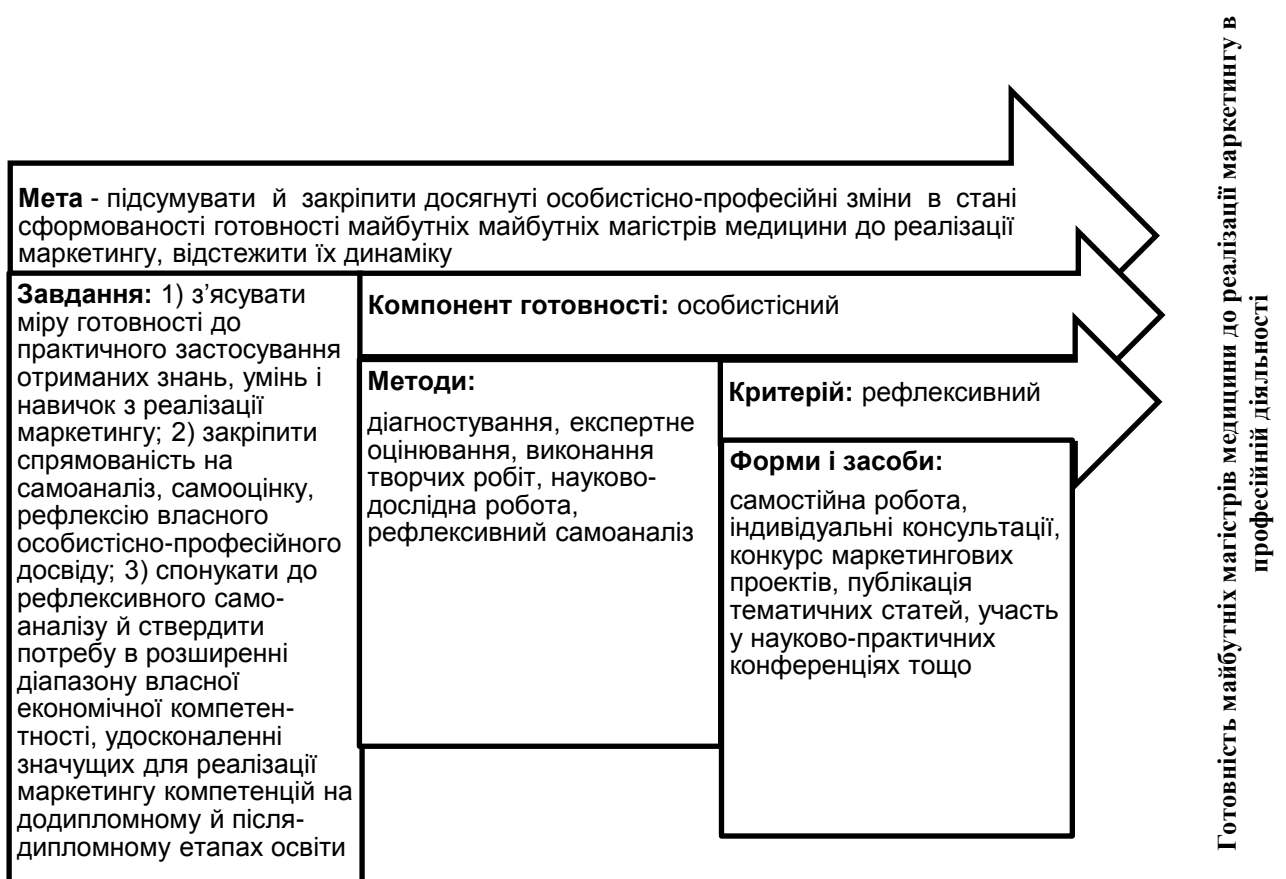 Мета - підсумувати й закріпити досягнуті особистісно-професійні зміни в стані
сформованості готовності майбутніх майбутніх магістрів медицини до реалізації
маркетингу, відстежити їх динаміку
Завдання: 1) з’ясувати
міру готовності до
практичного застосування
отриманих знань, умінь і
навичок з реалізації
маркетингу; 2) закріпити
спрямованість на
самоаналіз, самооцінку,
рефлексію власного
особистісно-професійного
досвіду; 3) спонукати до
рефлексивного само-
аналізу й ствердити
потребу в розширенні
діапазону власної
економічної компетен-
тності, удосконаленні
значущих для реалізації
маркетингу компетенцій на
додипломному й після-
дипломному етапах освіти
Компонент готовності: особистісний
Методи:
діагностування, експертне
оцінювання, виконання
творчих робіт, науково-
дослідна робота,
рефлексивний самоаналіз
Критерій: рефлексивний
Форми і засоби:
самостійна робота,
індивідуальні консультації,
конкурс маркетингових
проектів, публікація
тематичних статей, участь
у науково-практичних
конференціях тощо
Готовність майбутніх магістрів медицини до реалізації маркетингу в
професійній діяльності